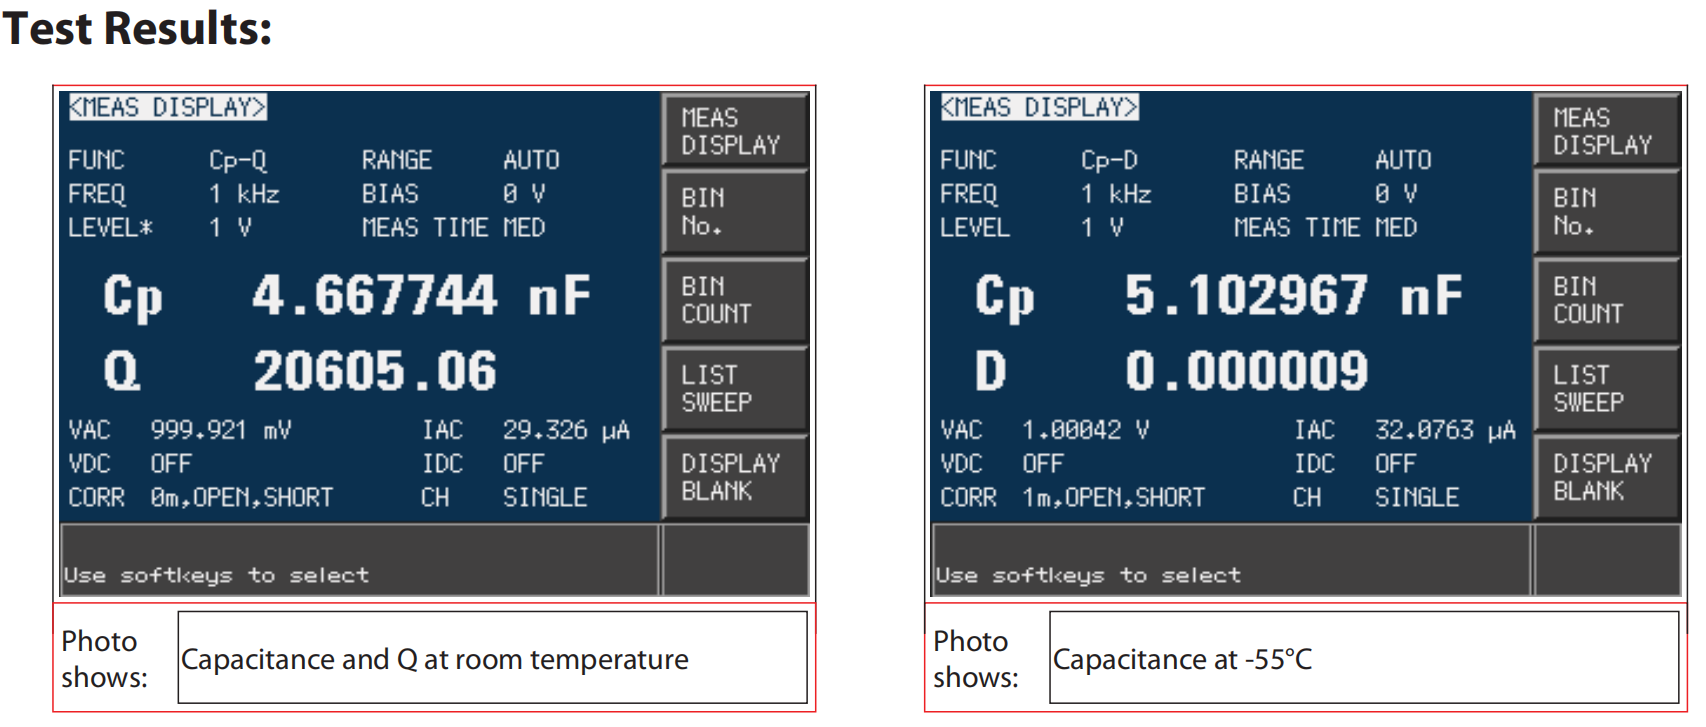 Test Results:
<MEAS DISPLAY>
FUNC Cp-Q RANGE AUTO
FREQ 1 kHz BIAS 0 V
LEVEL* 1 V MEAS TIME MED
Cp 4.667744 nF
Q 20605.06
VAC 999.921 mV IAC 29.326 µA
VDC OFF IDC OFF
CORR 0m,OPEN,SHORT CH SINGLE
Use softkeys to select
MEAS
DISPLAY
BIN
No.
BIN
COUNT
LIST
SWEEP
DISPLAY
BLANK
Photo
shows:
Capacitance and Q at room temperature
<MEAS DISPLAY>
FUNC Cp-D RANGE AUTO
FREQ 1 kHz BIAS 0 V
LEVEL 1 V MEAS TIME MED
Cp 5.102967 nF
D 0.000009
VAC 1.00042 V IAC 32.0763 µA
VDC OFF IDC OFF
CORR 1m,OPEN,SHORT CH SINGLE
Use softkeys to select
MEAS
DISPLAY
BIN
No.
BIN
COUNT
LIST
SWEEP
DISPLAY
BLANK
Photo
shows:
Capacitance at -55°C